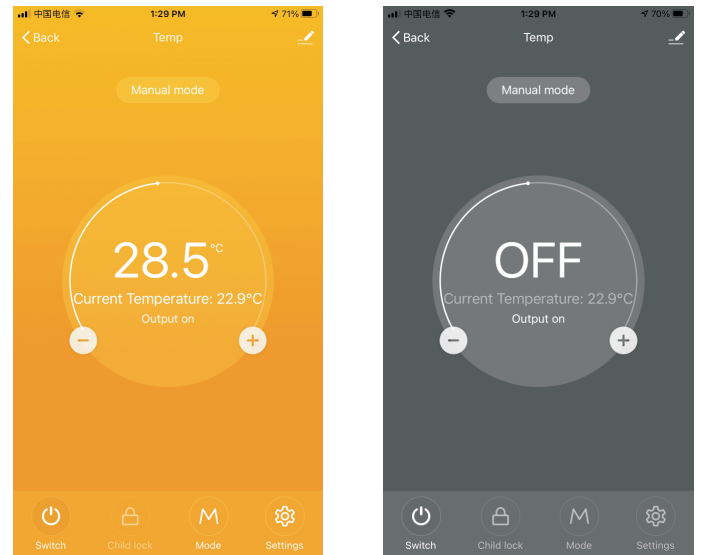 中国电信 1:29 PM 71%
Back Temp
Manual mode
28.5°C
Current Temperature: 22.9°C
Output on
− +
Switch Child lock M Mode Settings
中国电信 1:29 PM 70%
Back Temp
Manual mode
OFF
Current Temperature: 22.9°C
Output on
− +
Switch Child lock M Mode Settings